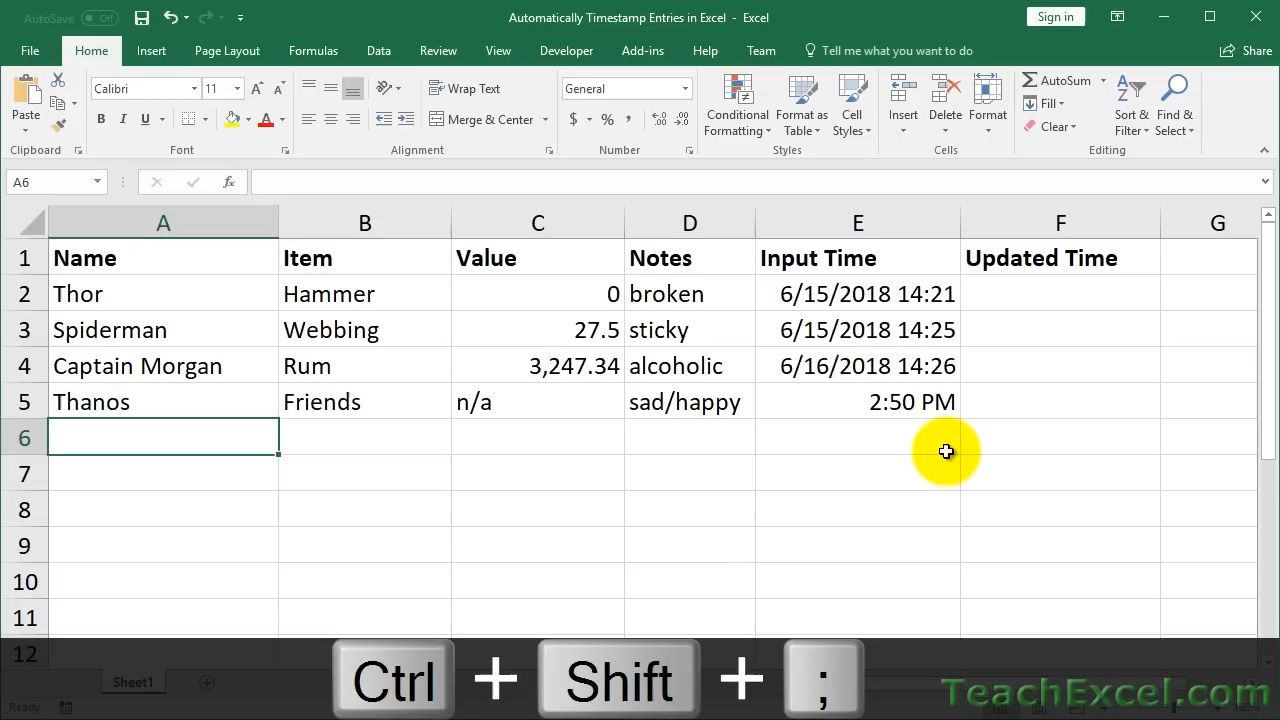 AutoSave Off
Automatically Timestamp Entries in Excel - Excel
Sign in
File Home Insert Page Layout Formulas Data Review View Developer Add-ins Help Team Tell me what you want to do Share
Calibri 11
Wrap Text
General
AutoSum
Paste
B I U
Merge & Center
$ % ,
Conditional Formatting
Format as Table
Cell Styles
Insert
Delete
Format
Fill
Clear
Sort & Filter
Find & Select
Clipboard Font Alignment Number Styles Cells Editing
A6 fx
A B C D E F G
1 Name Item Value Notes Input Time Updated Time
2 Thor Hammer 0 broken 6/15/2018 14:21
3 Spiderman Webbing 27.5 sticky 6/15/2018 14:25
4 Captain Morgan Rum 3,247.34 alcoholic 6/16/2018 14:26
5 Thanos Friends n/a sad/happy 2:50 PM
6
7
8
9
10
11
12
Ctrl + Shift + ;
Sheet1
Ready
TeachExcel.com